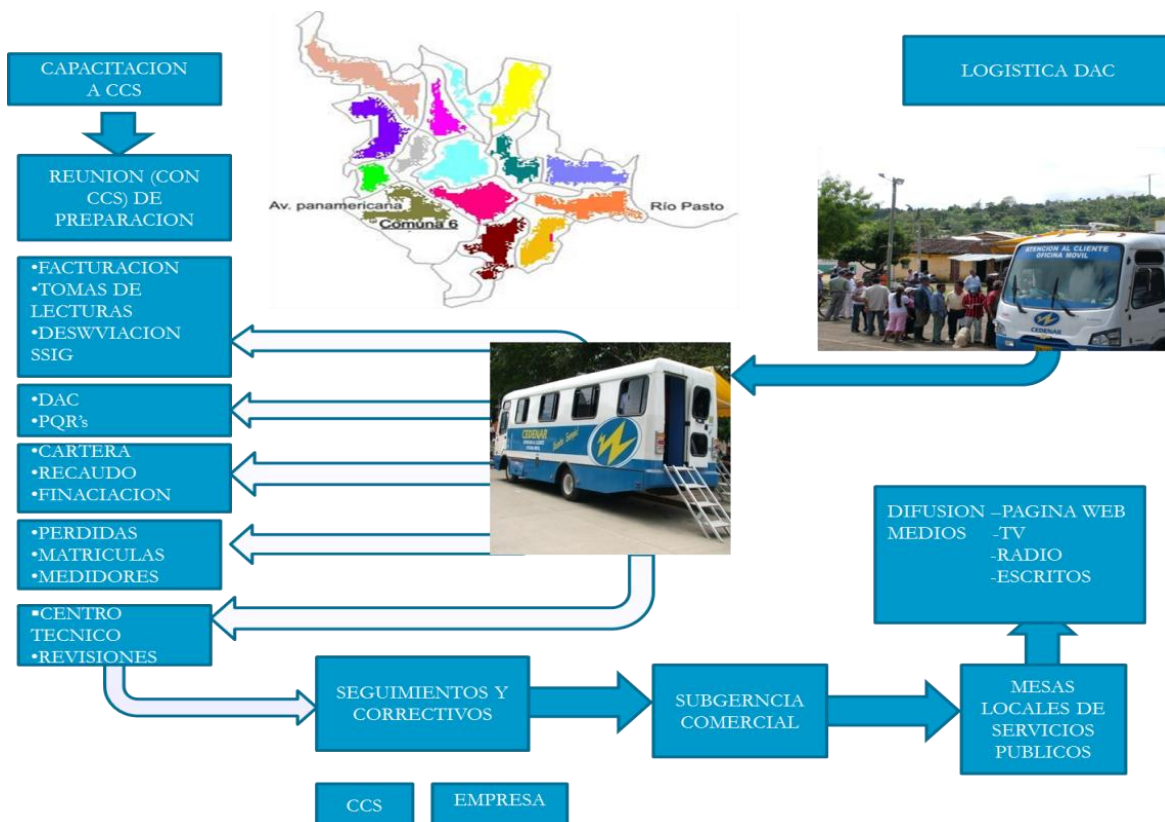 CAPACITACION
A CCS
LOGISTICA DAC
REUNION (CON
CCS) DE
PREPARACION
Av. panamericana
Comuna 6
Río Pasto
ATENCION AL CLIENTE
OFICINA MOVIL
CEDENAR
•FACTURACION
•TOMAS DE
LECTURAS
•DESWVIACION
SSIG
•DAC
•PQR's
CEDENAR
•CARTERA
•RECAUDO
•FINACIACION
•PERDIDAS
•MATRICULAS
•MEDIDORES
▪CENTRO
TECNICO
•REVISIONES
DIFUSION –PAGINA WEB
MEDIOS -TV
-RADIO
-ESCRITOS
SEGUIMIENTOS Y
CORRECTIVOS
SUBGERNCIA
COMERCIAL
MESAS
LOCALES DE
SERVICIOS
PUBLICOS
CCS
EMPRESA